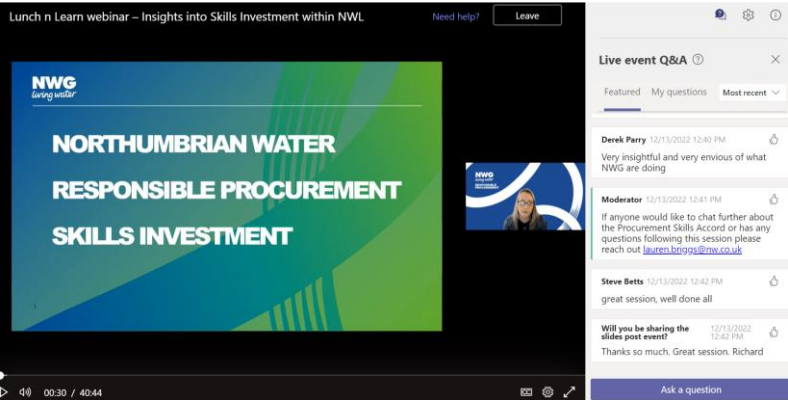 Lunch n Learn webinar – Insights into Skills Investment within NWL
Need help?
Leave
NWG
living water
NORTHUMBRIAN WATER
RESPONSIBLE PROCUREMENT
SKILLS INVESTMENT
NWG
living water
00:30 / 40:44
Live event Q&A
Featured
My questions
Most recent
Derek Parry 12/13/2022 12:40 PM
Very insightful and very envious of what
NWG are doing
Moderator 12/13/2022 12:41 PM
If anyone would like to chat further about
the Procurement Skills Accord or has any
questions following this session please
reach out lauren.briggs@nw.co.uk
Steve Betts 12/13/2022 12:42 PM
great session, well done all
Will you be sharing the
slides post event?
12/13/2022
12:42 PM
Thanks so much. Great session. Richard
Ask a question